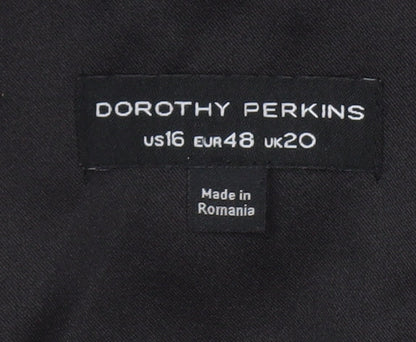 DOROTHY PERKINS
US16 EUR48 UK20
Made in
Romania